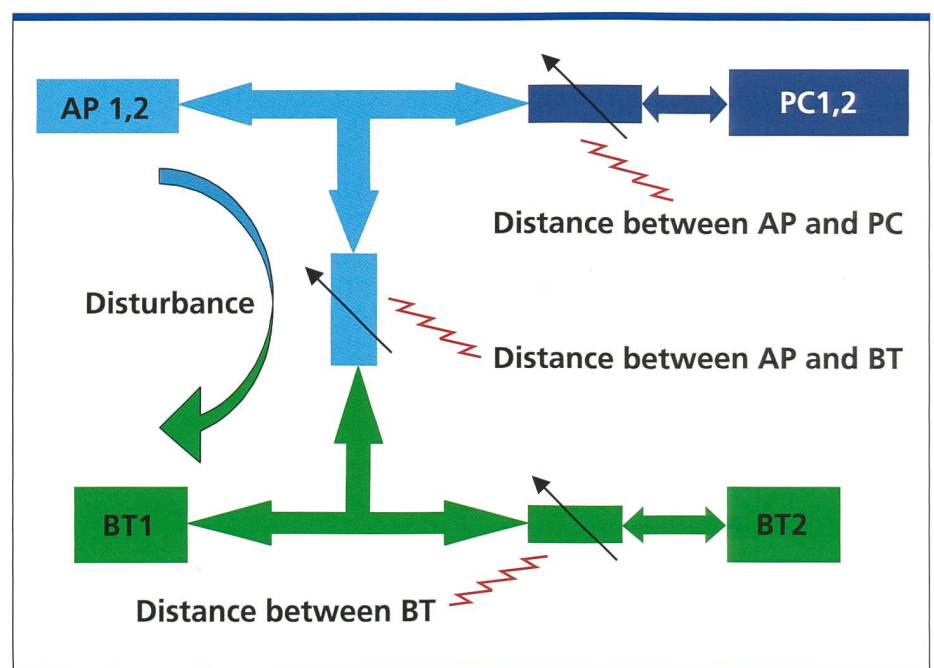 AP 1,2
PC1,2
Distance between AP and PC
Disturbance
Distance between AP and BT
BT1
BT2
Distance between BT